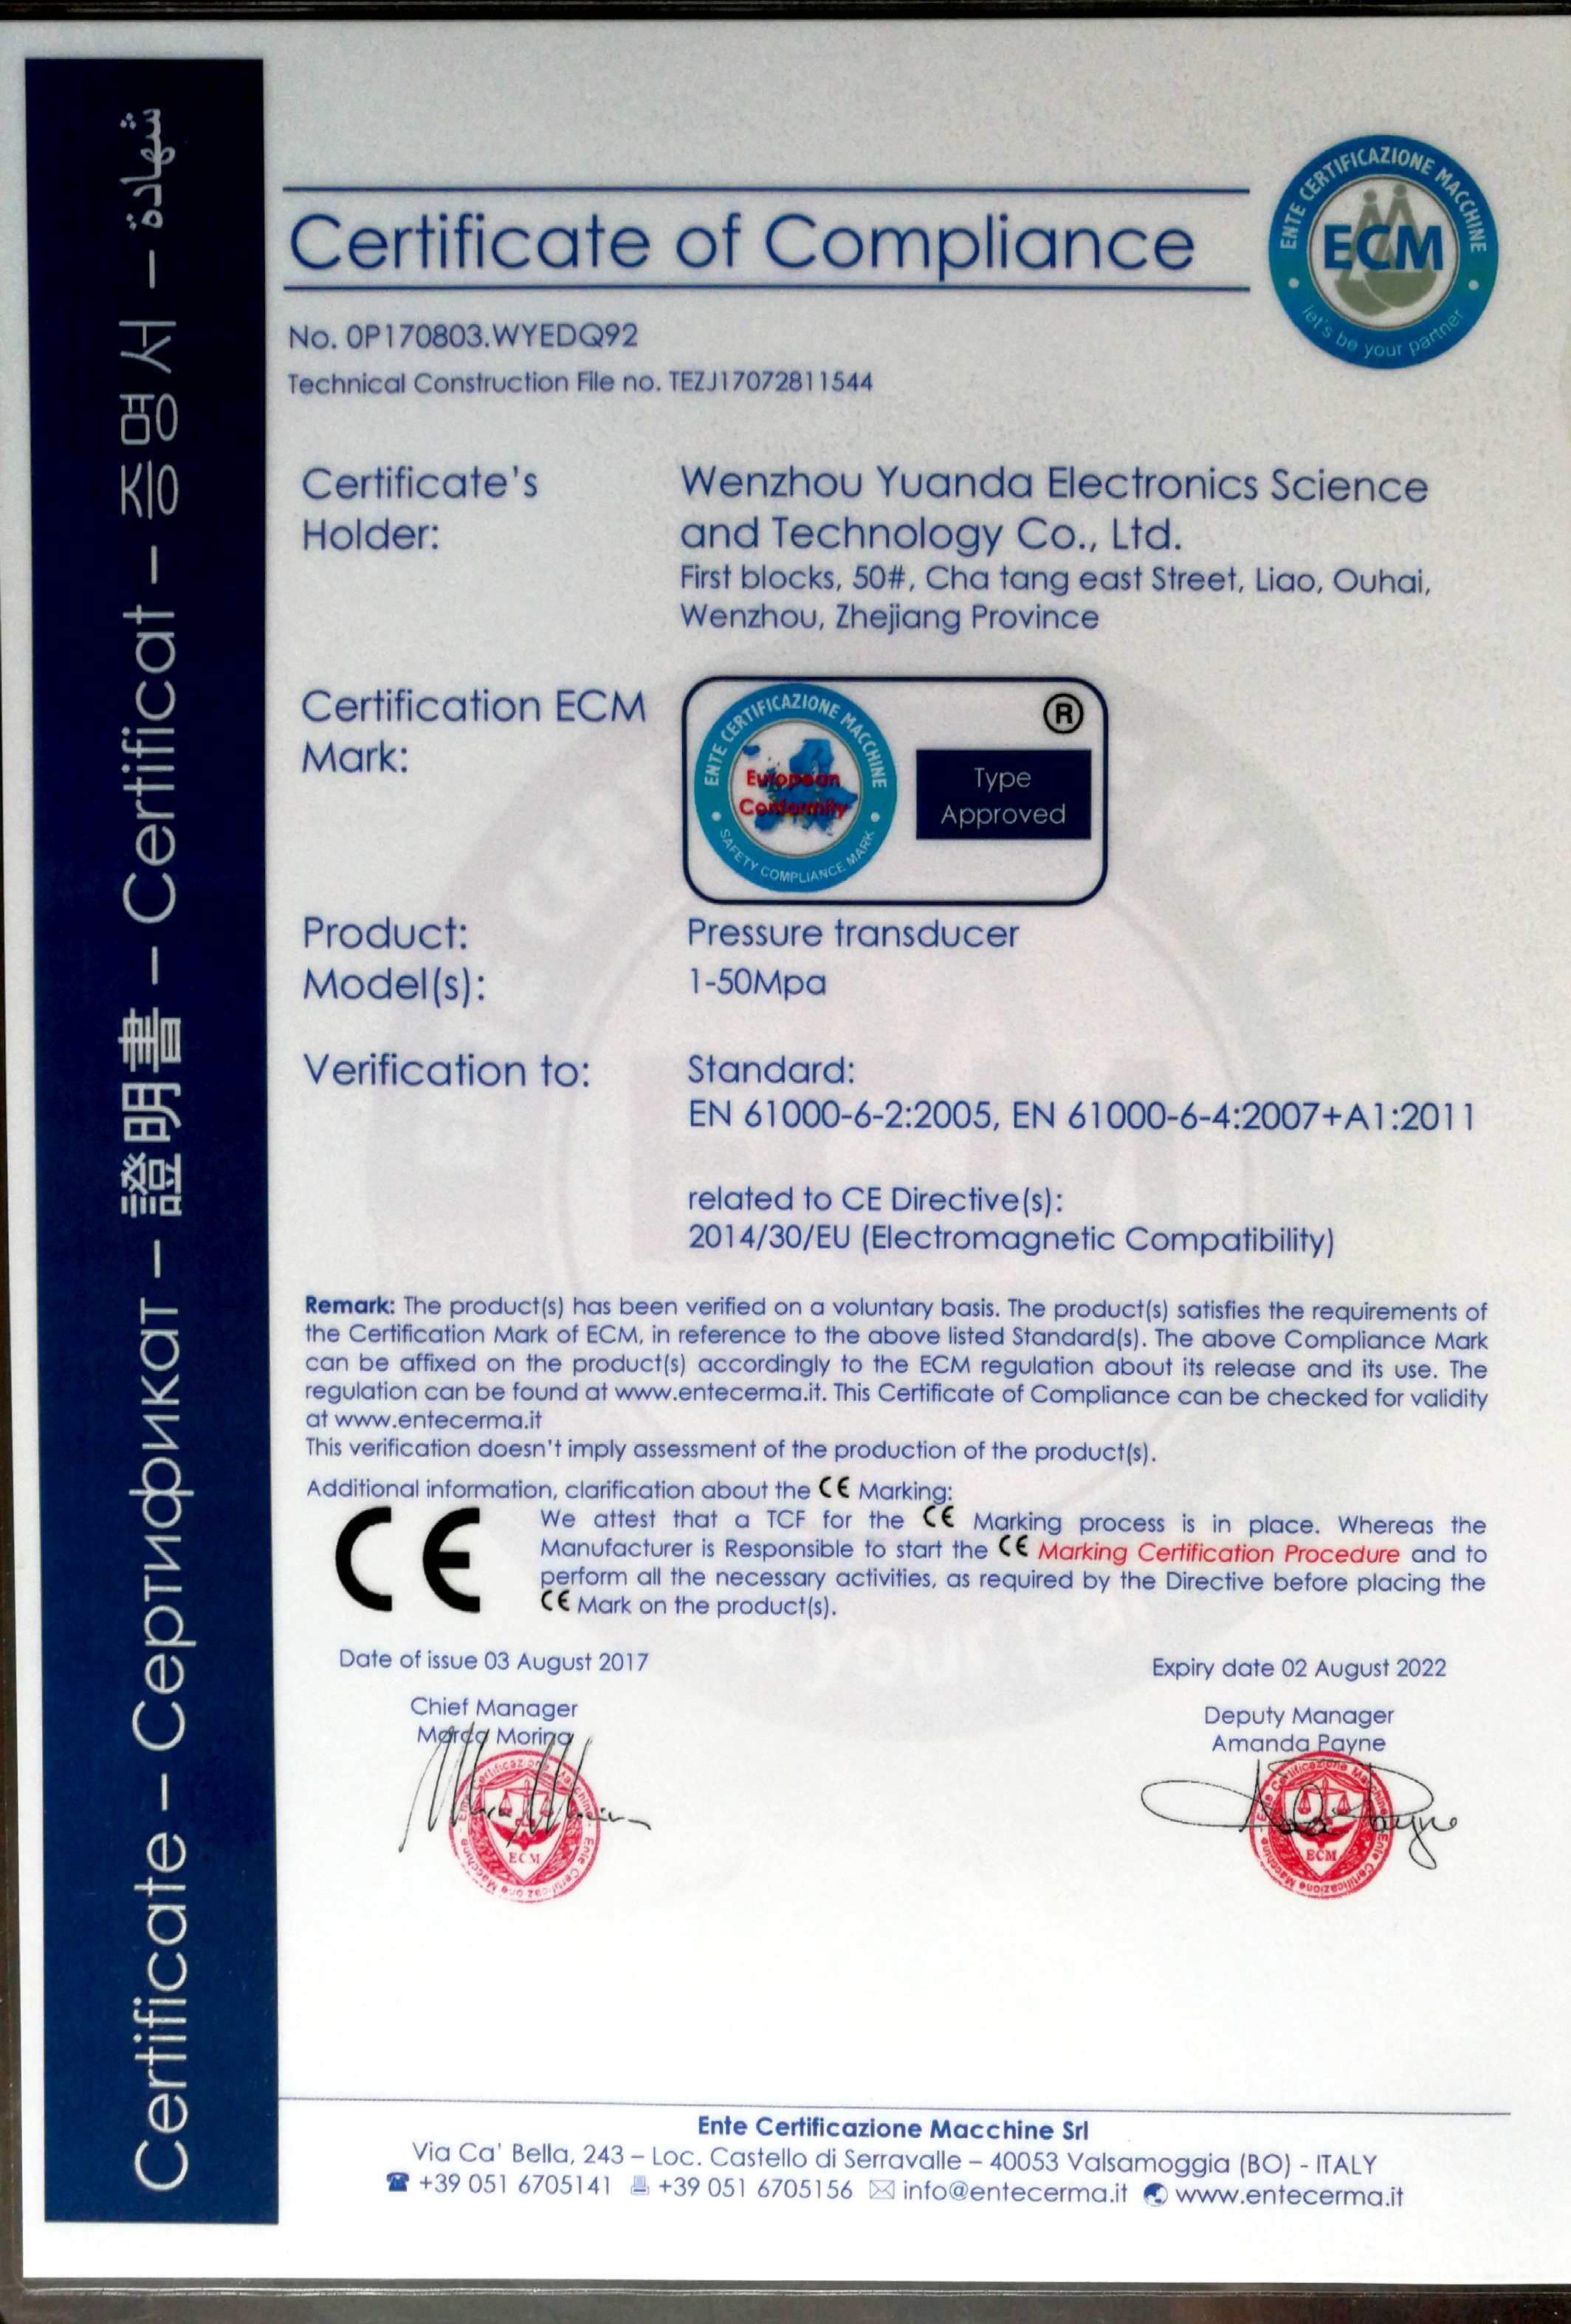 Certificate – Сертификат – 證明書 – Certificat – 증명서 – شهادة
Certificate of Compliance
ENTE CERTIFICAZIONE MACCHINE
ECM
let's be your partner
No. 0P170803.WYEDQ92
Technical Construction File no. TEZJ17072811544
Certificate's
Holder:
Wenzhou Yuanda Electronics Science
and Technology Co., Ltd.
First blocks, 50#, Cha tang east Street, Liao, Ouhai,
Wenzhou, Zhejiang Province
Certification ECM
Mark:
ENTE CERTIFICAZIONE MACCHINE
European
Conformity
SAFETY COMPLIANCE MARK
®
Type
Approved
Product: Pressure transducer
Model(s): 1-50Mpa
Verification to: Standard:
EN 61000-6-2:2005, EN 61000-6-4:2007+A1:2011
related to CE Directive(s):
2014/30/EU (Electromagnetic Compatibility)
Remark: The product(s) has been verified on a voluntary basis. The product(s) satisfies the requirements of
the Certification Mark of ECM, in reference to the above listed Standard(s). The above Compliance Mark
can be affixed on the product(s) accordingly to the ECM regulation about its release and its use. The
regulation can be found at www.entecerma.it. This Certificate of Compliance can be checked for validity
at www.entecerma.it
This verification doesn't imply assessment of the production of the product(s).
Additional information, clarification about the CE Marking:
CE
We attest that a TCF for the CE Marking process is in place. Whereas the
Manufacturer is Responsible to start the CE Marking Certification Procedure and to
perform all the necessary activities, as required by the Directive before placing the
CE Mark on the product(s).
Date of issue 03 August 2017
Expiry date 02 August 2022
Chief Manager
Marco Morina
Deputy Manager
Amanda Payne
Ente Certificazione Macchine
ECM
Ente Certificazione Macchine
ECM
Ente Certificazione Macchine Srl
Via Ca' Bella, 243 – Loc. Castello di Serravalle – 40053 Valsamoggia (BO) - ITALY
☎ +39 051 6705141 +39 051 6705156 ✉ info@entecerma.it www.entecerma.it